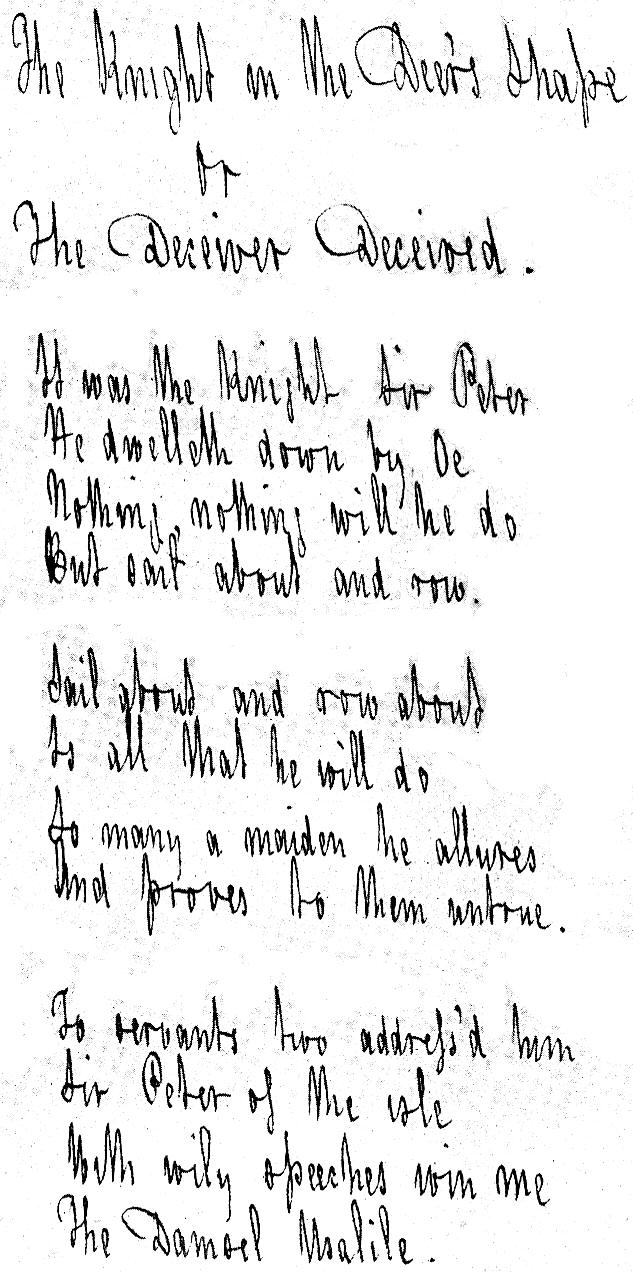 The Knight in the Deer's Shape
or
The Deceiver Deceived.
It was the Knight Sir Peter
He dwelleth down by Oe
Nothing, nothing will he do
But sail about and row.
Sail about and row about
Is all that he will do
So many a maiden he allures
And proves to them untrue.
To servants two address'd him
Sir Peter of the isle
With wily speeches win me
The Damsel Usalile.